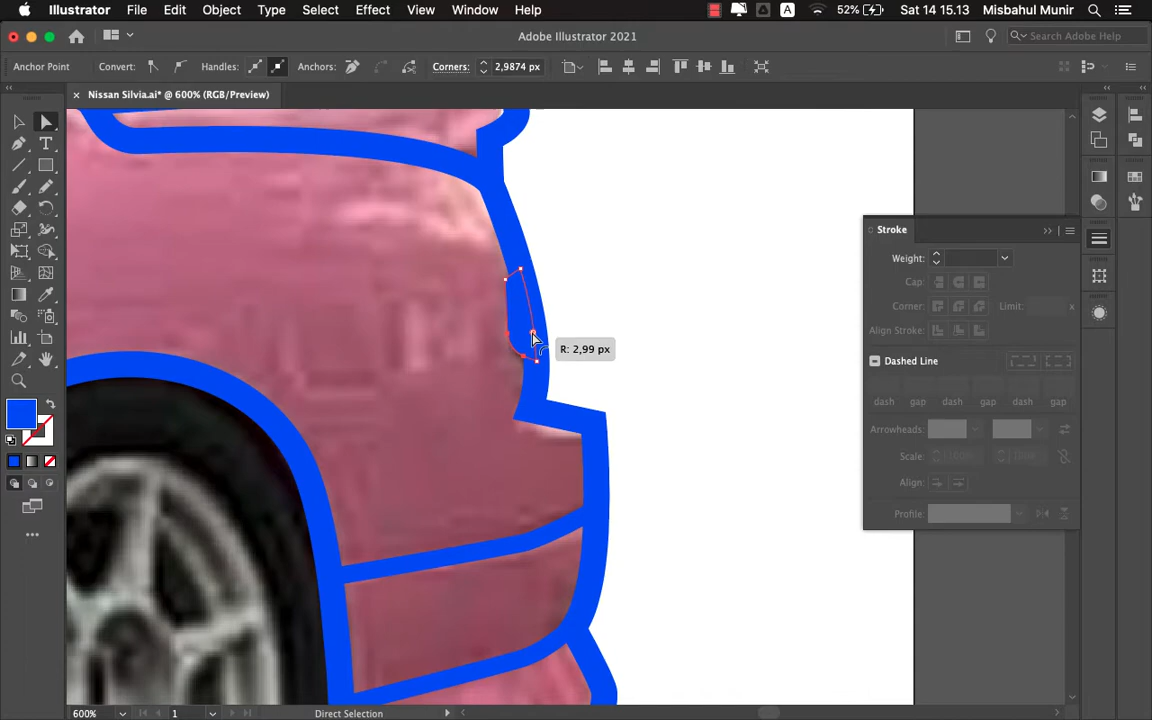 Illustrator File Edit Object Type Select Effect View Window Help A 52% Sat 14 15.13 Misbahul Munir
Adobe Illustrator 2021
Search Adobe Help
Anchor Point Convert: Handles: Anchors: Corners: 2,9874 px
× Nissan Silvia.ai* @ 600% (RGB/Preview)
Stroke
Weight:
Cap:
Corner: Limit: x
Align Stroke:
Dashed Line
dash gap dash gap dash gap
Arrowheads:
Scale: 100% 100%
Align:
Profile:
R: 2,99 px
600% 1 Direct Selection